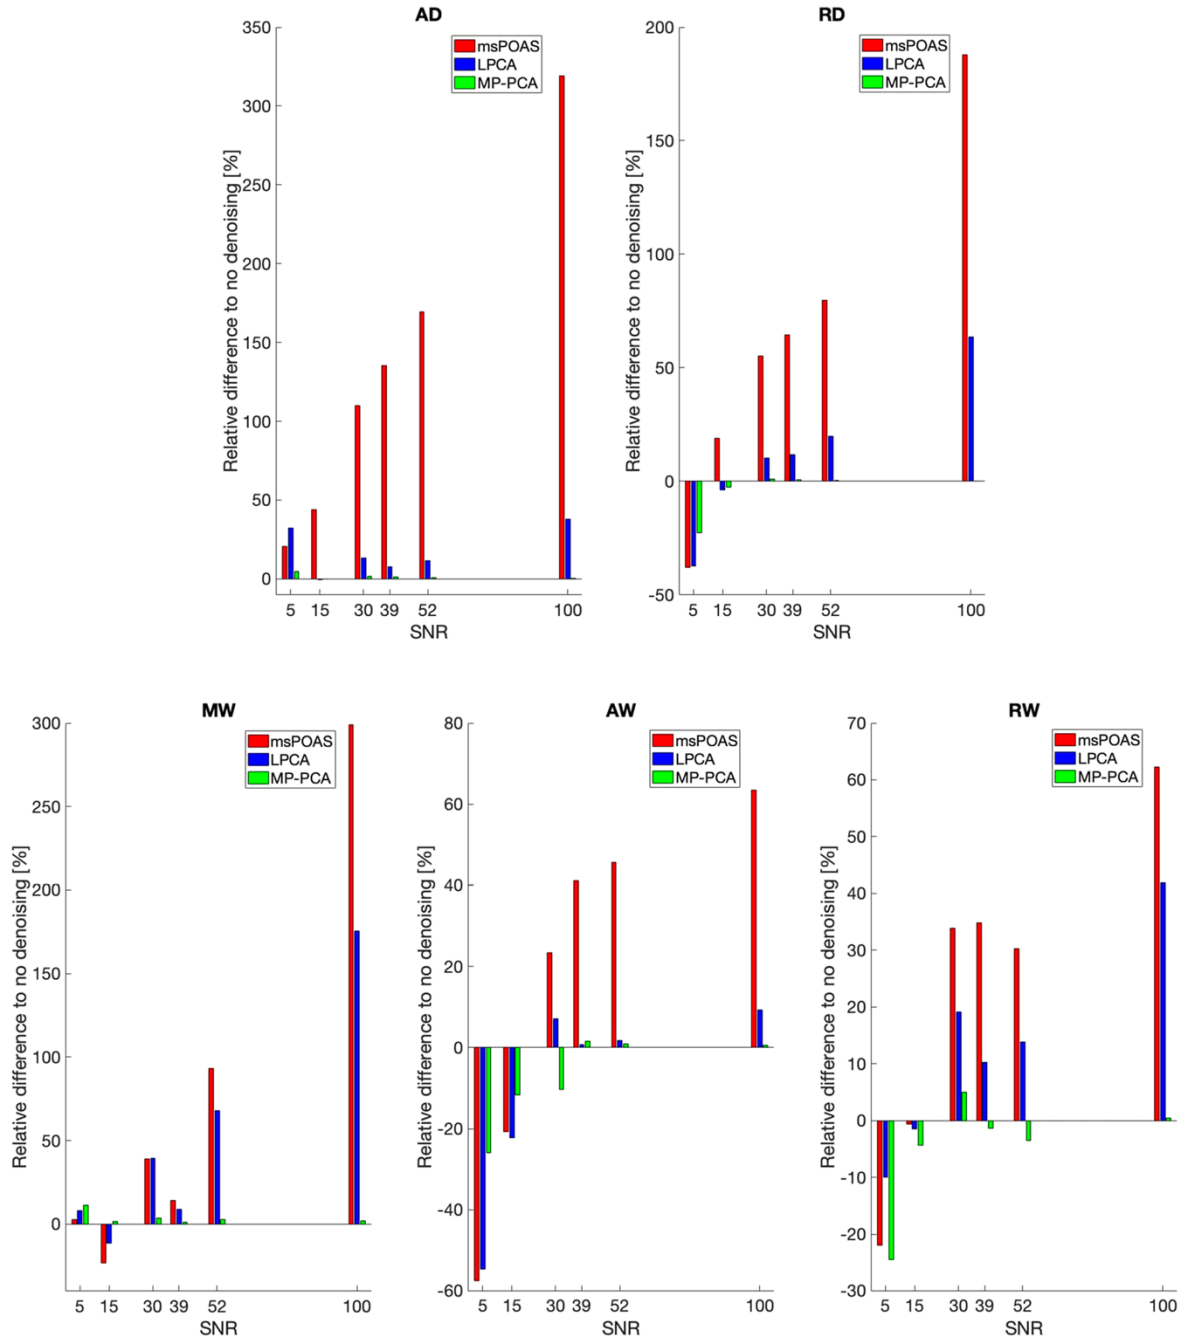 AD
350
300
250
200
150
100
50
0
Relative difference to no denoising [%]
msPOAS
LPCA
MP-PCA
5 15 30 39 52 100
SNR
RD
200
150
100
50
0
-50
Relative difference to no denoising [%]
msPOAS
LPCA
MP-PCA
5 15 30 39 52 100
SNR
MW
300
250
200
150
100
50
0
Relative difference to no denoising [%]
msPOAS
LPCA
MP-PCA
5 15 30 39 52 100
SNR
AW
80
60
40
20
0
-20
-40
-60
Relative difference to no denoising [%]
msPOAS
LPCA
MP-PCA
5 15 30 39 52 100
SNR
RW
70
60
50
40
30
20
10
0
-10
-20
-30
Relative difference to no denoising [%]
msPOAS
LPCA
MP-PCA
5 15 30 39 52 100
SNR